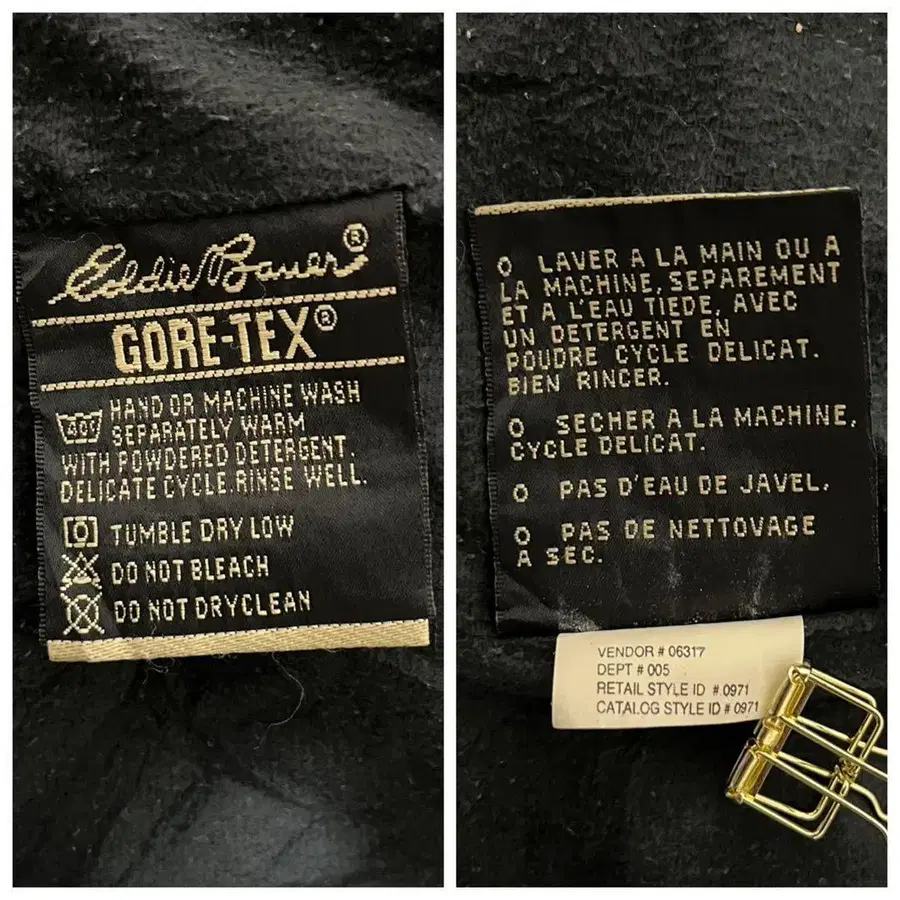 Eddie Bauer®
GORE-TEX®
40°
HAND OR MACHINE WASH
SEPARATELY WARM
WITH POWDERED DETERGENT.
DELICATE CYCLE.RINSE WELL.
TUMBLE DRY LOW
DO NOT BLEACH
DO NOT DRYCLEAN
O LAVER A LA MAIN OU A
LA MACHINE, SEPAREMENT
ET A L'EAU TIEDE, AVEC
UN DETERGENT EN
POUDRE CYCLE DELICAT.
BIEN RINCER.
O SECHER A LA MACHINE,
CYCLE DELICAT.
O PAS D'EAU DE JAVEL,
O PAS DE NETTOVAGE
A SEC.
VENDOR # 06317
DEPT # 005
RETAIL STYLE ID # 0971
CATALOG STYLE ID # 0971